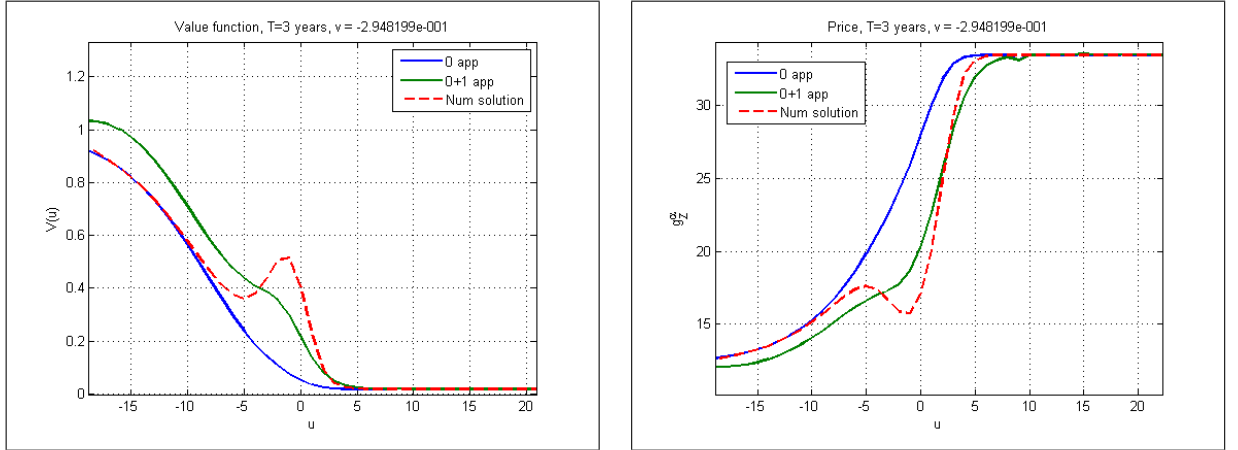 Value function, T=3 years, v = -2.948199e-001
0 app
0+1 app
Num solution
1.2
1
0.8
0.6
0.4
0.2
0
V(u)
-15 -10 -5 0 5 10 15 20
u
Price, T=3 years, v = -2.948199e-001
0 app
0+1 app
Num solution
30
25
20
15
g_Z^α
-15 -10 -5 0 5 10 15 20
u